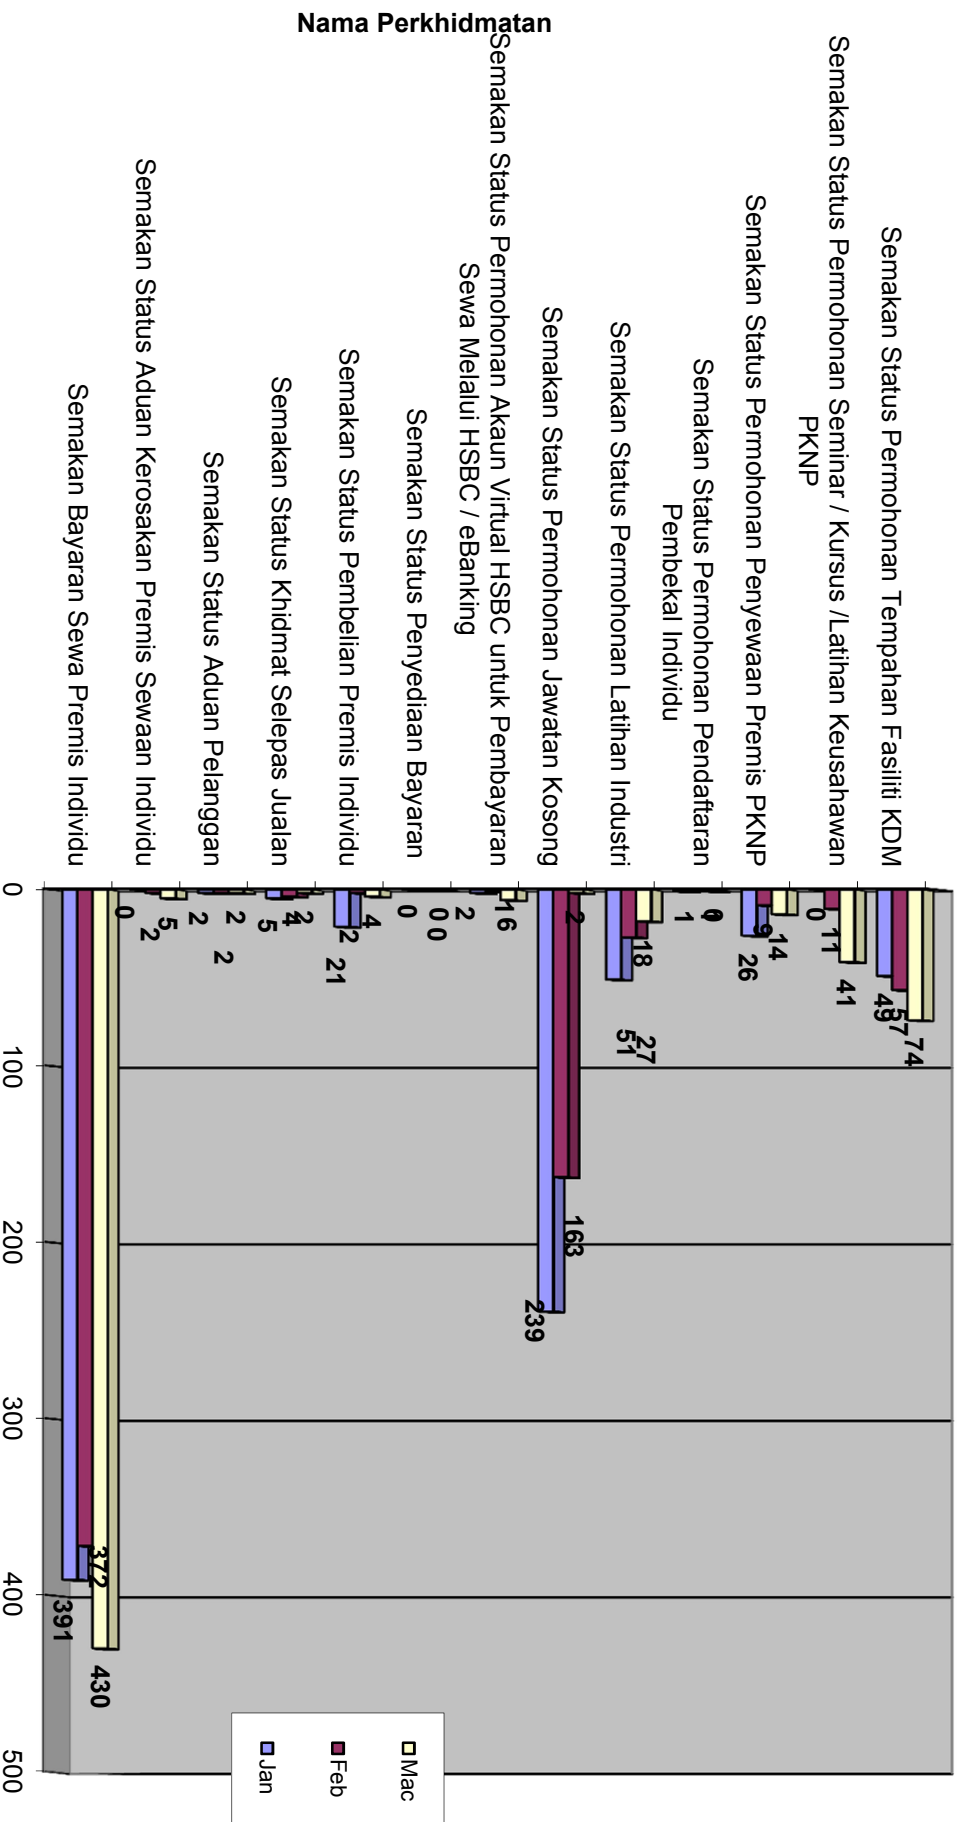 Nama Perkhidmatan
Semakan Status Permohonan Tempahan Fasiliti KDM
49
57
74
Semakan Status Permohonan Seminar / Kursus /Latihan Keusahawan
PKNP
0
11
41
Semakan Status Permohonan Penyewaan Premis PKNP
26
9
14
Semakan Status Permohonan Pendaftaran
Pembekal Individu
1
0
Semakan Status Permohonan Latihan Industri
51
27
18
Semakan Status Permohonan Jawatan Kosong
239
163
2
Semakan Status Permohonan Akaun Virtual HSBC untuk Pembayaran
Sewa Melalui HSBC / eBanking
2
16
Semakan Status Penyediaan Bayaran
0
0
0
Semakan Status Pembelian Premis Individu
21
2
4
Semakan Status Khidmat Selepas Jualan
5
4
2
Semakan Status Aduan Pelanggan
2
2
2
Semakan Status Aduan Kerosakan Premis Sewaan Individu
0
2
5
Semakan Bayaran Sewa Premis Individu
391
372
430
0
100
200
300
400
500
Mac
Feb
Jan